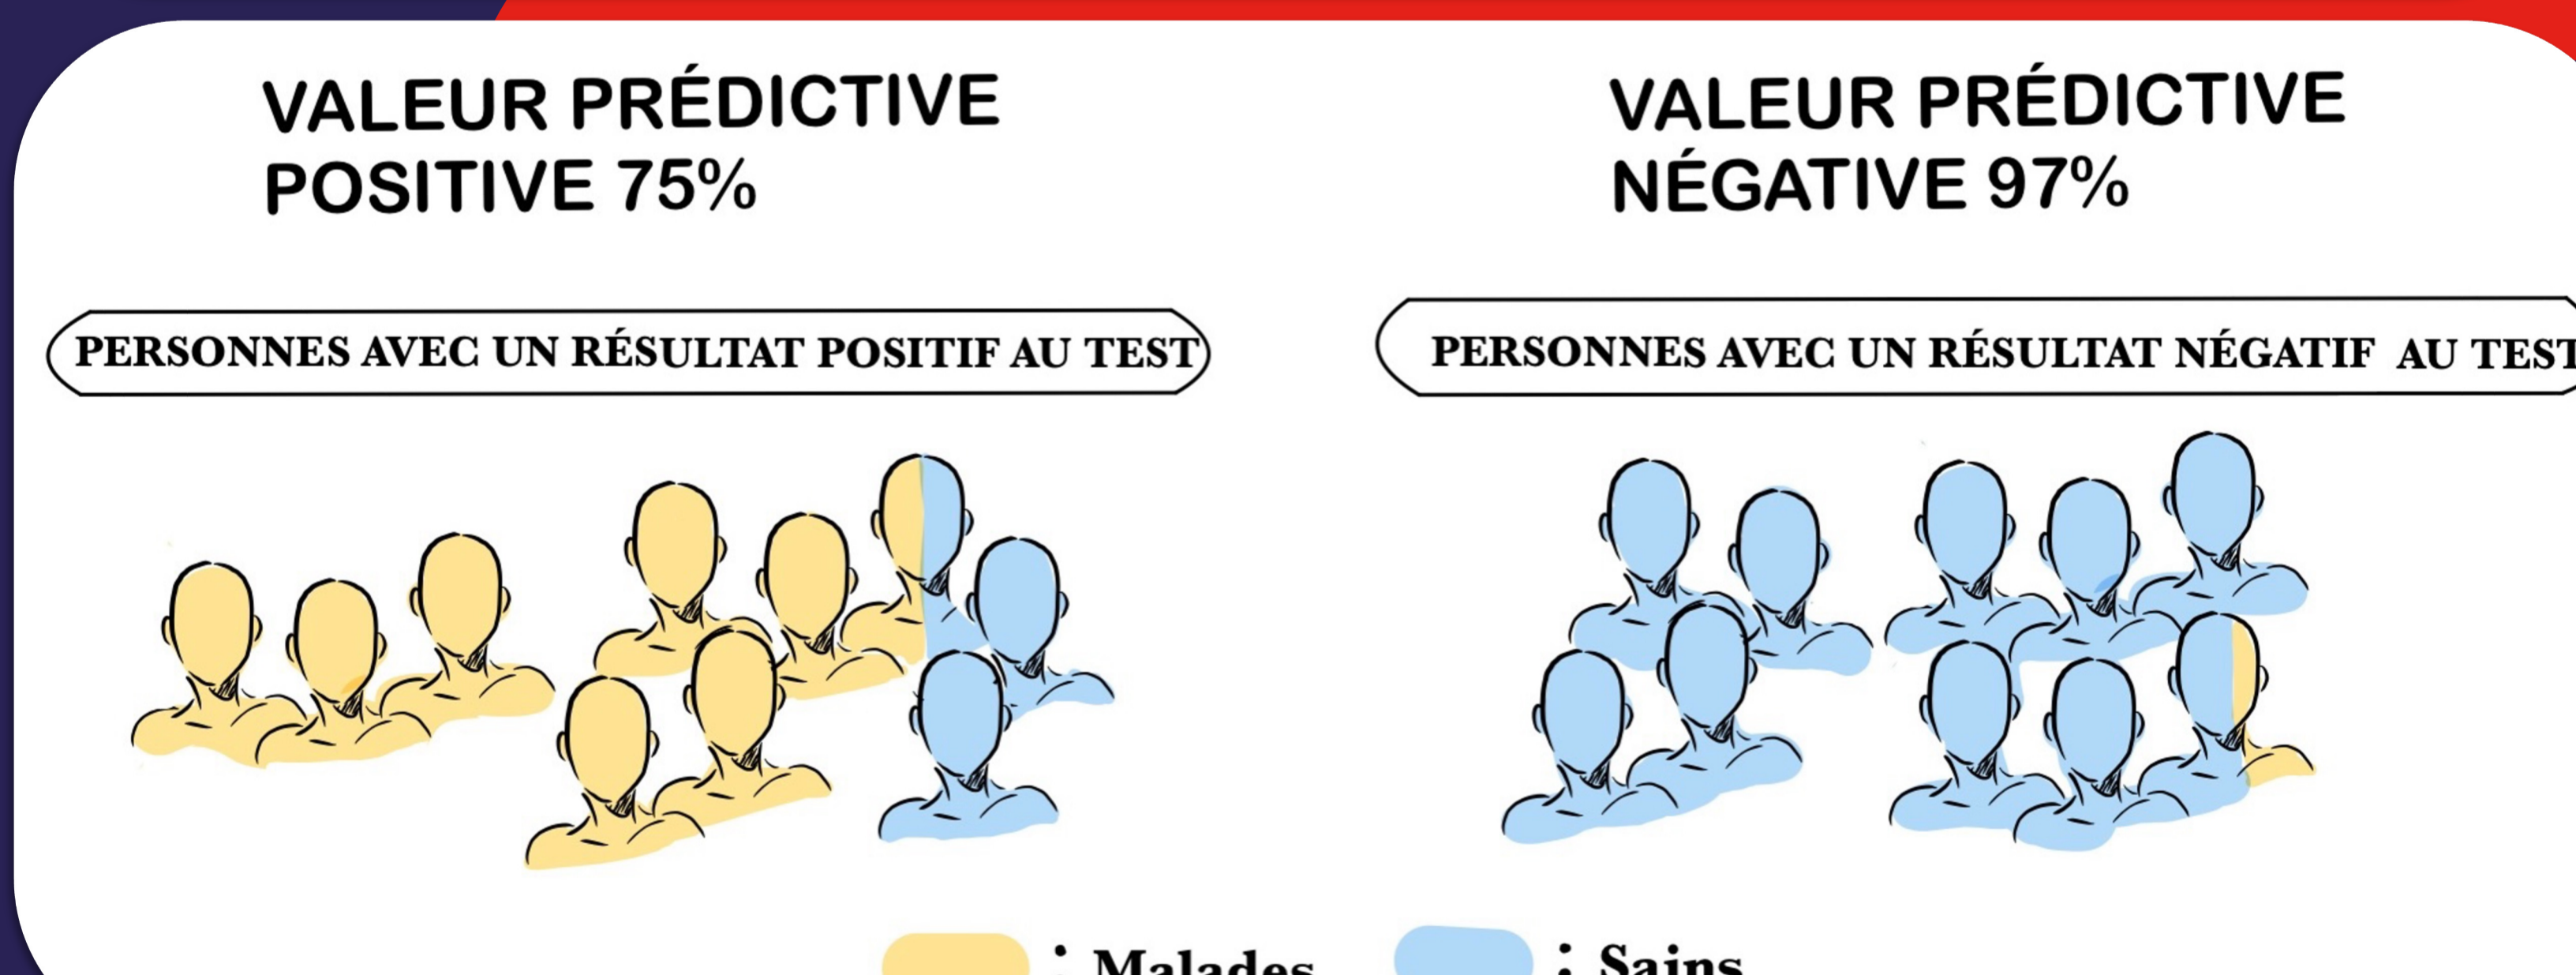 VALEUR PRÉDICTIVE
POSITIVE 75%
PERSONNES AVEC UN RÉSULTAT POSITIF AU TEST
VALEUR PRÉDICTIVE
NÉGATIVE 97%
PERSONNES AVEC UN RÉSULTAT NÉGATIF AU TEST
: Malades
: Sains